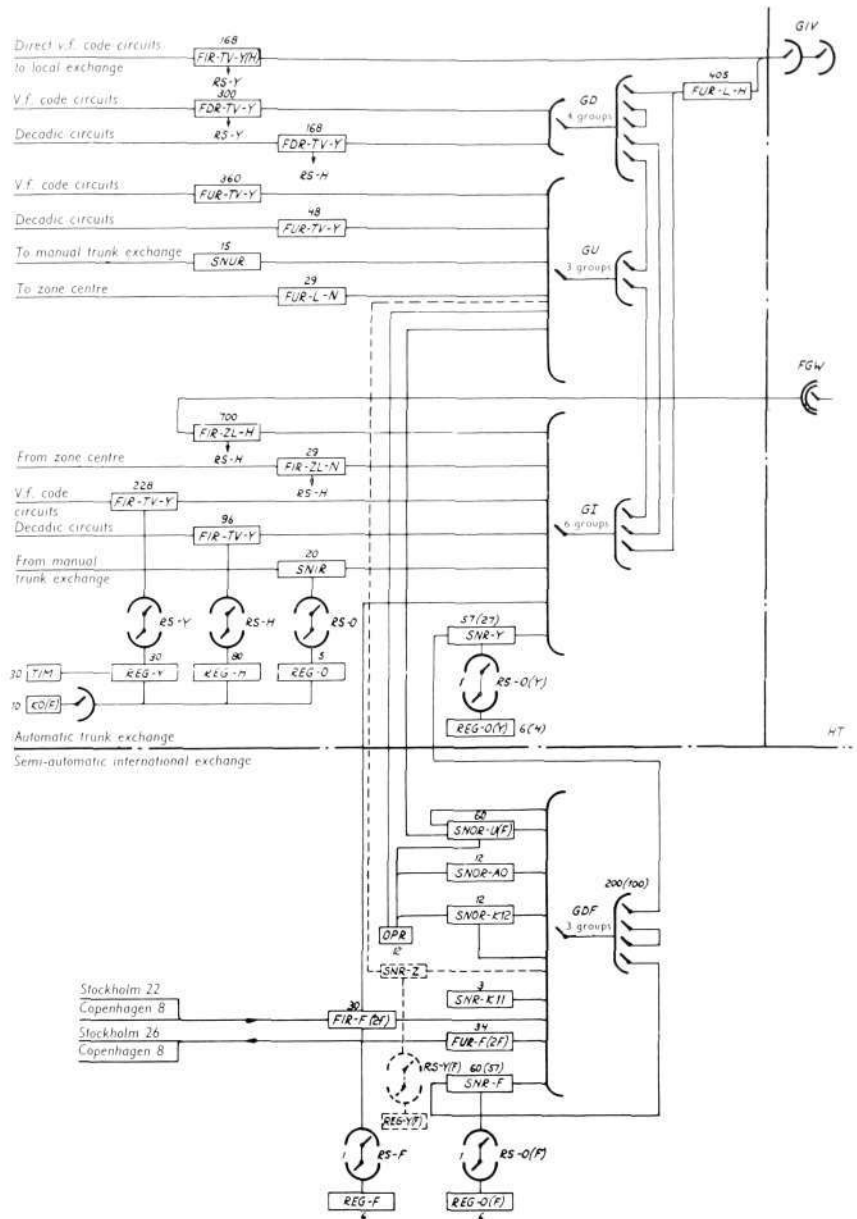 168
GIV
Direct v.f. code circuits
to local exchange
FIR-TV-Y(H)
405
RS-Y
FUR-L-H
300
GD
V.f. code circuits
FDR-TV-Y
4 groups
168
Decadic circuits
RS-Y
FDR-TV-Y
RS-H
360
V.f. code circuits
FUR-TV-Y
48
Decadic circuits
FUR-TV-Y
15
To manual trunk exchange
SNUR
GU
3 groups
29
To zone centre
FUR-L-N
FGW
700
FIR-ZL-H
29
From zone centre
RS-H
FIR-ZL-N
228
RS-H
V.f. code
circuits
FIR-TV-Y
GI
6 groups
96
Decadic circuits
FIR-TV-Y
20
From manual
trunk exchange
SNIR
57(27)
RS-Y
RS-H
RS-O
SNR-Y
30
80
5
30 TIM
REG-Y
REG-H
REG-O
1
RS-O(Y)
10 KO(F)
REG-O(Y) 6(4)
Automatic trunk exchange
HT
Semi-automatic international exchange
60
SNOR-U(F)
12
SNOR-AO
200(100)
12
GDF
SNOR-K12
3 groups
OPR
12
SNR-Z
Stockholm 22
3
Copenhagen 8
30
SNR-K11
FIR-F(2F)
Stockholm 26
34
Copenhagen 8
FUR-F(2F)
RS-Y(F)
60(57)
SNR-F
REG-Y(F)
1
RS-F
1
RS-O(F)
REG-F
REG-O(F)
6
6